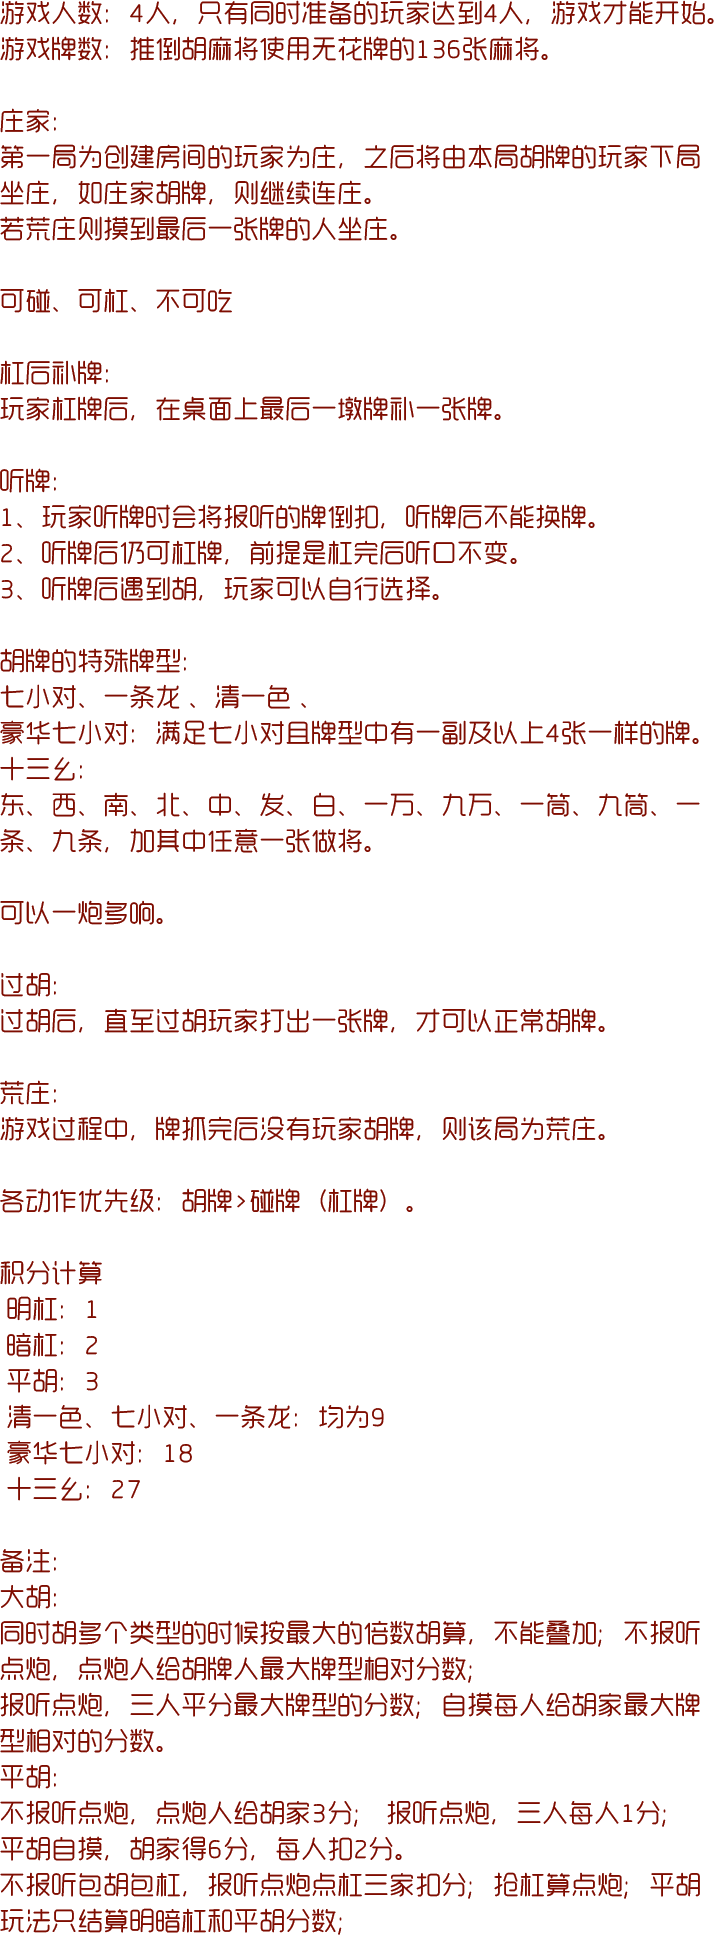 游戏人数：4人，只有同时准备的玩家达到4人，游戏才能开始。
游戏牌数：推倒胡麻将使用无花牌的136张麻将。
庄家:
第一局为创建房间的玩家为庄，之后将由本局胡牌的玩家下局
坐庄，如庄家胡牌，则继续连庄。
若荒庄则摸到最后一张牌的人坐庄。
可碰、可杠、不可吃
杠后补牌:
玩家杠牌后，在桌面上最后一墩牌补一张牌。
听牌:
1、玩家听牌时会将报听的牌倒扣，听牌后不能换牌。
2、听牌后仍可杠牌，前提是杠完后听口不变。
3、听牌后遇到胡，玩家可以自行选择。
胡牌的特殊牌型:
七小对、一条龙 、清一色 、
豪华七小对：满足七小对且牌型中有一副及以上4张一样的牌。
十三幺:
东、西、南、北、中、发、白、一万、九万、一筒、九筒、一
条、九条，加其中任意一张做将。
可以一炮多响。
过胡:
过胡后，直至过胡玩家打出一张牌，才可以正常胡牌。
荒庄:
游戏过程中，牌抓完后没有玩家胡牌，则该局为荒庄。
各动作优先级：胡牌>碰牌（杠牌）。
积分计算
明杠：1
暗杠：2
平胡：3
清一色、七小对、一条龙：均为9
豪华七小对：18
十三幺：27
备注:
大胡:
同时胡多个类型的时候按最大的倍数胡算，不能叠加；不报听
点炮，点炮人给胡牌人最大牌型相对分数;
报听点炮，三人平分最大牌型的分数；自摸每人给胡家最大牌
型相对的分数。
平胡:
不报听点炮，点炮人给胡家3分； 报听点炮，三人每人1分;
平胡自摸，胡家得6分，每人扣2分。
不报听包胡包杠，报听点炮点杠三家扣分；抢杠算点炮；平胡
玩法只结算明暗杠和平胡分数;